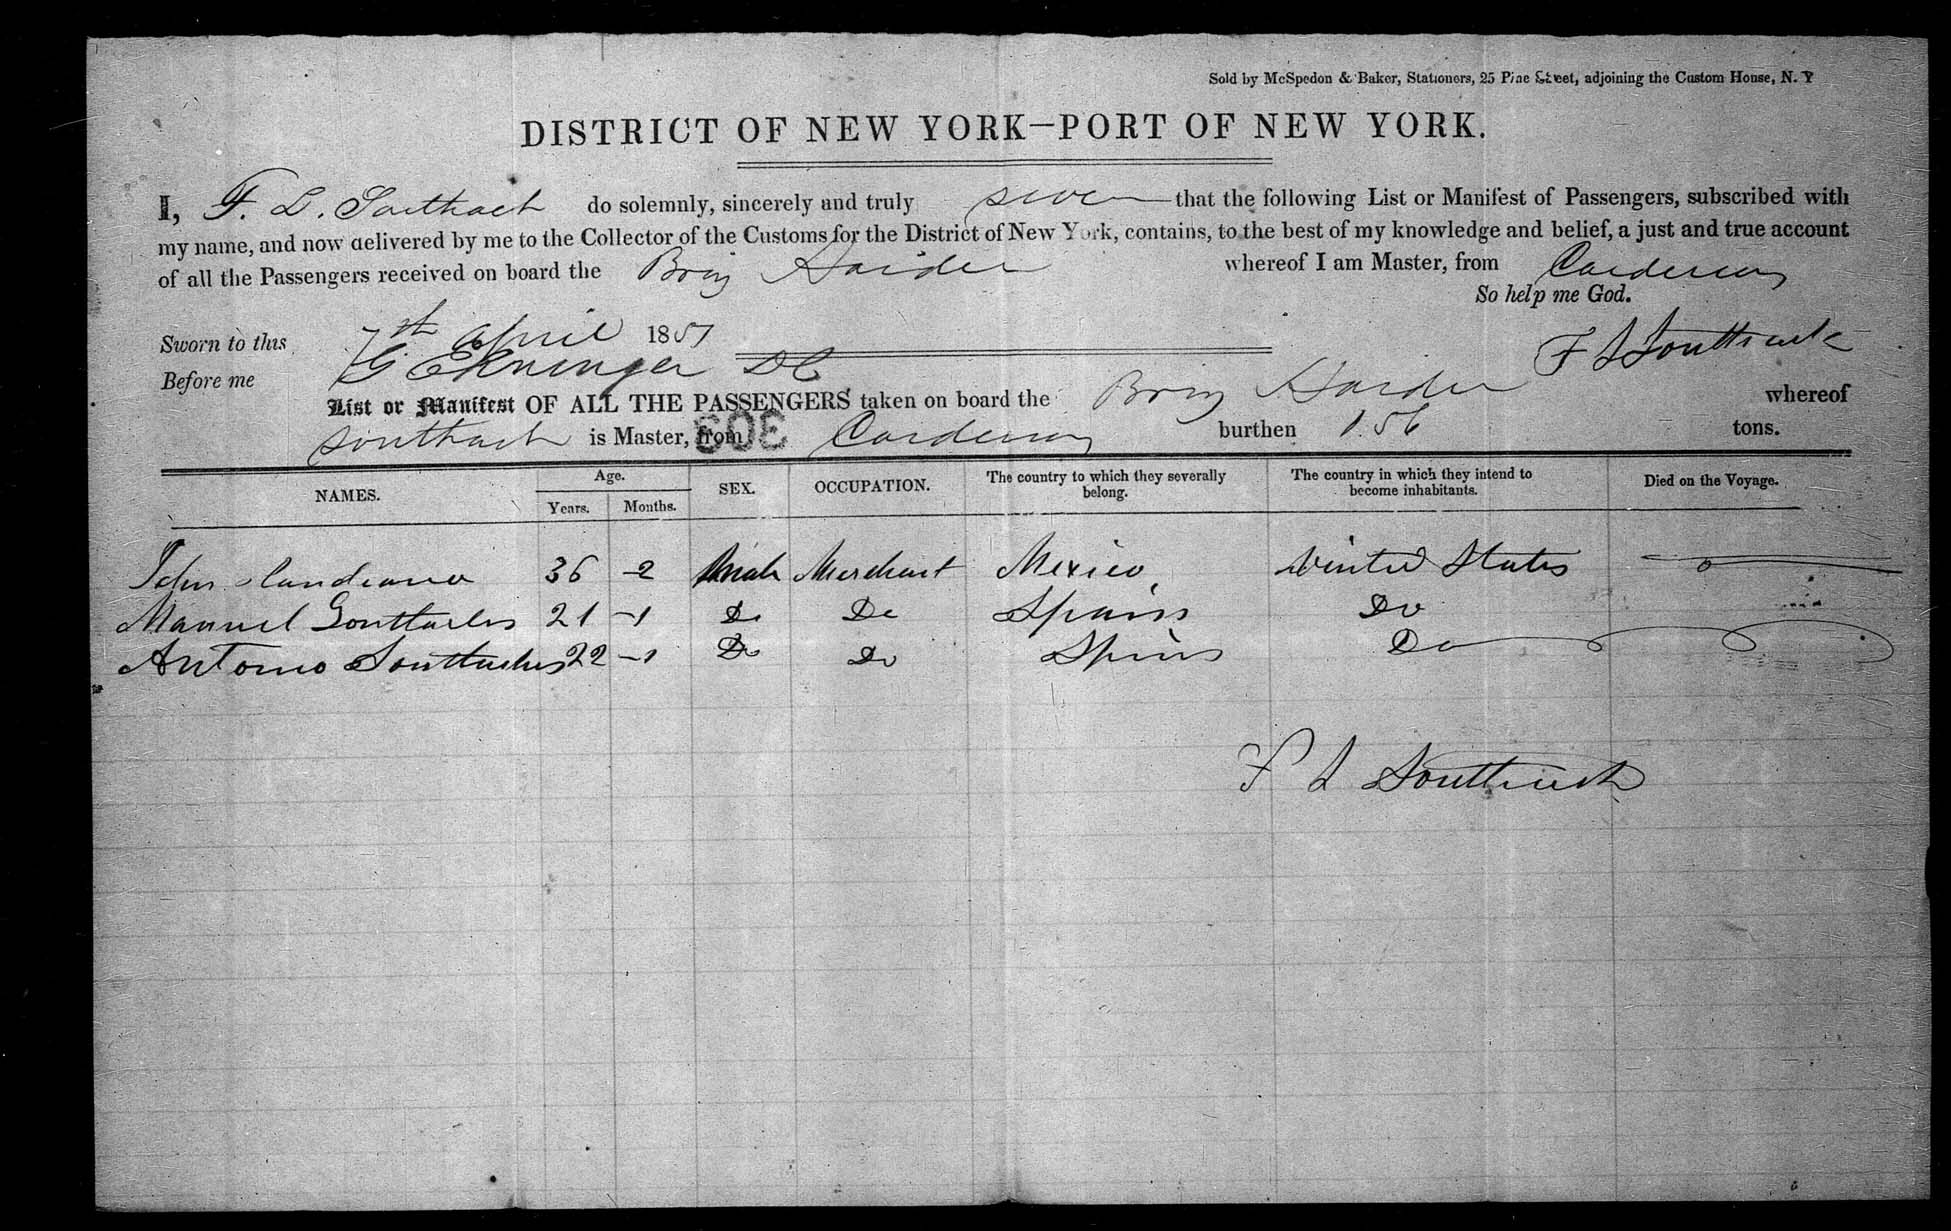 Sold by McSpedon & Baker, Stationers, 25 Pine Street, adjoining the Custom House, N. Y
DISTRICT OF NEW YORK—PORT OF NEW YORK.
I, F. L. Southack do solemnly, sincerely and truly swear that the following List or Manifest of Passengers, subscribed with
my name, and now delivered by me to the Collector of the Customs for the District of New York, contains, to the best of my knowledge and belief, a just and true account
of all the Passengers received on board the Brig whereof I am Master, from Cardenas
So help me God.
Sworn to this 7th April 1851
F L Southack
Before me
List or Manifest OF ALL THE PASSENGERS taken on board the Brig whereof
Southack is Master, from Cardenas burthen 156 tons.
303
NAMES. Age. SEX. OCCUPATION. The country to which they severally belong. The country in which they intend to become inhabitants. Died on the Voyage.
Years. Months.
John 36 - 2 Male Merchant Mexico United States
Manuel 21 - 1 Do Do Spain Do
Antonio 22 - 1 Do Do Spain Do
F L Southack